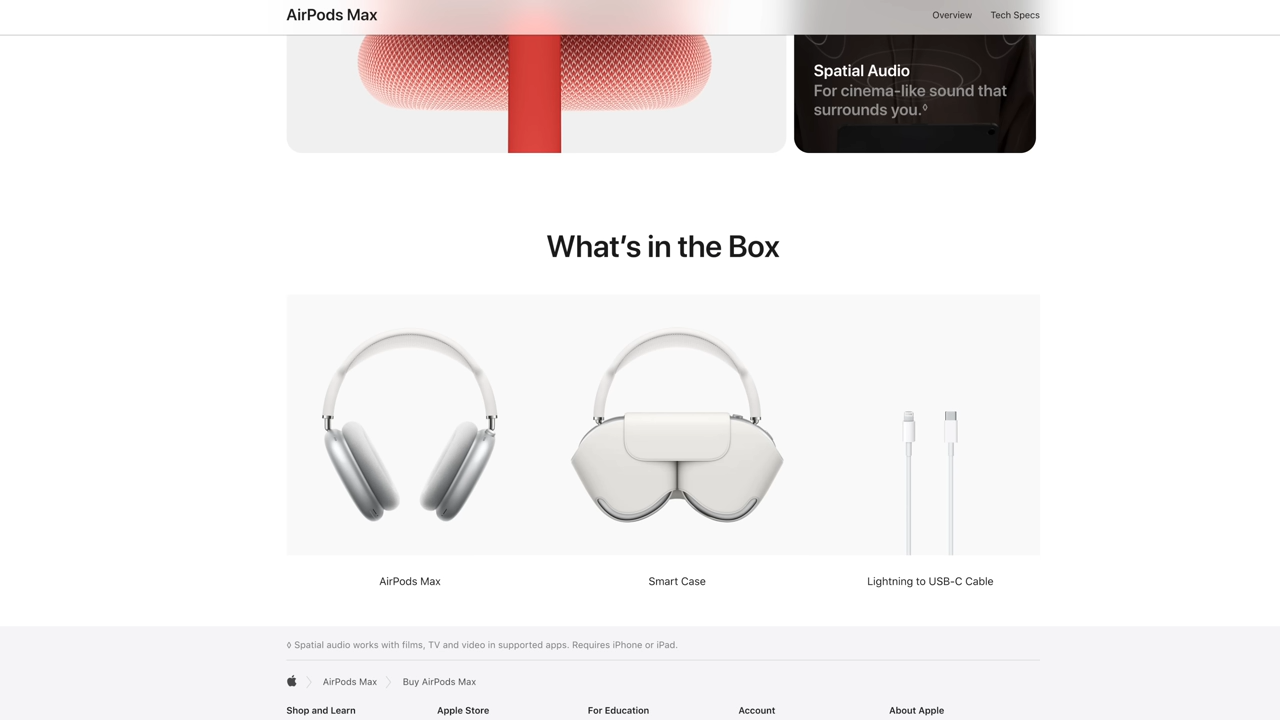 AirPods Max
Overview
Tech Specs
Spatial Audio
For cinema-like sound that
surrounds you.◊
What's in the Box
AirPods Max
Smart Case
Lightning to USB-C Cable
◊ Spatial audio works with films, TV and video in supported apps. Requires iPhone or iPad.
AirPods Max
Buy AirPods Max
Shop and Learn
Apple Store
For Education
Account
About Apple